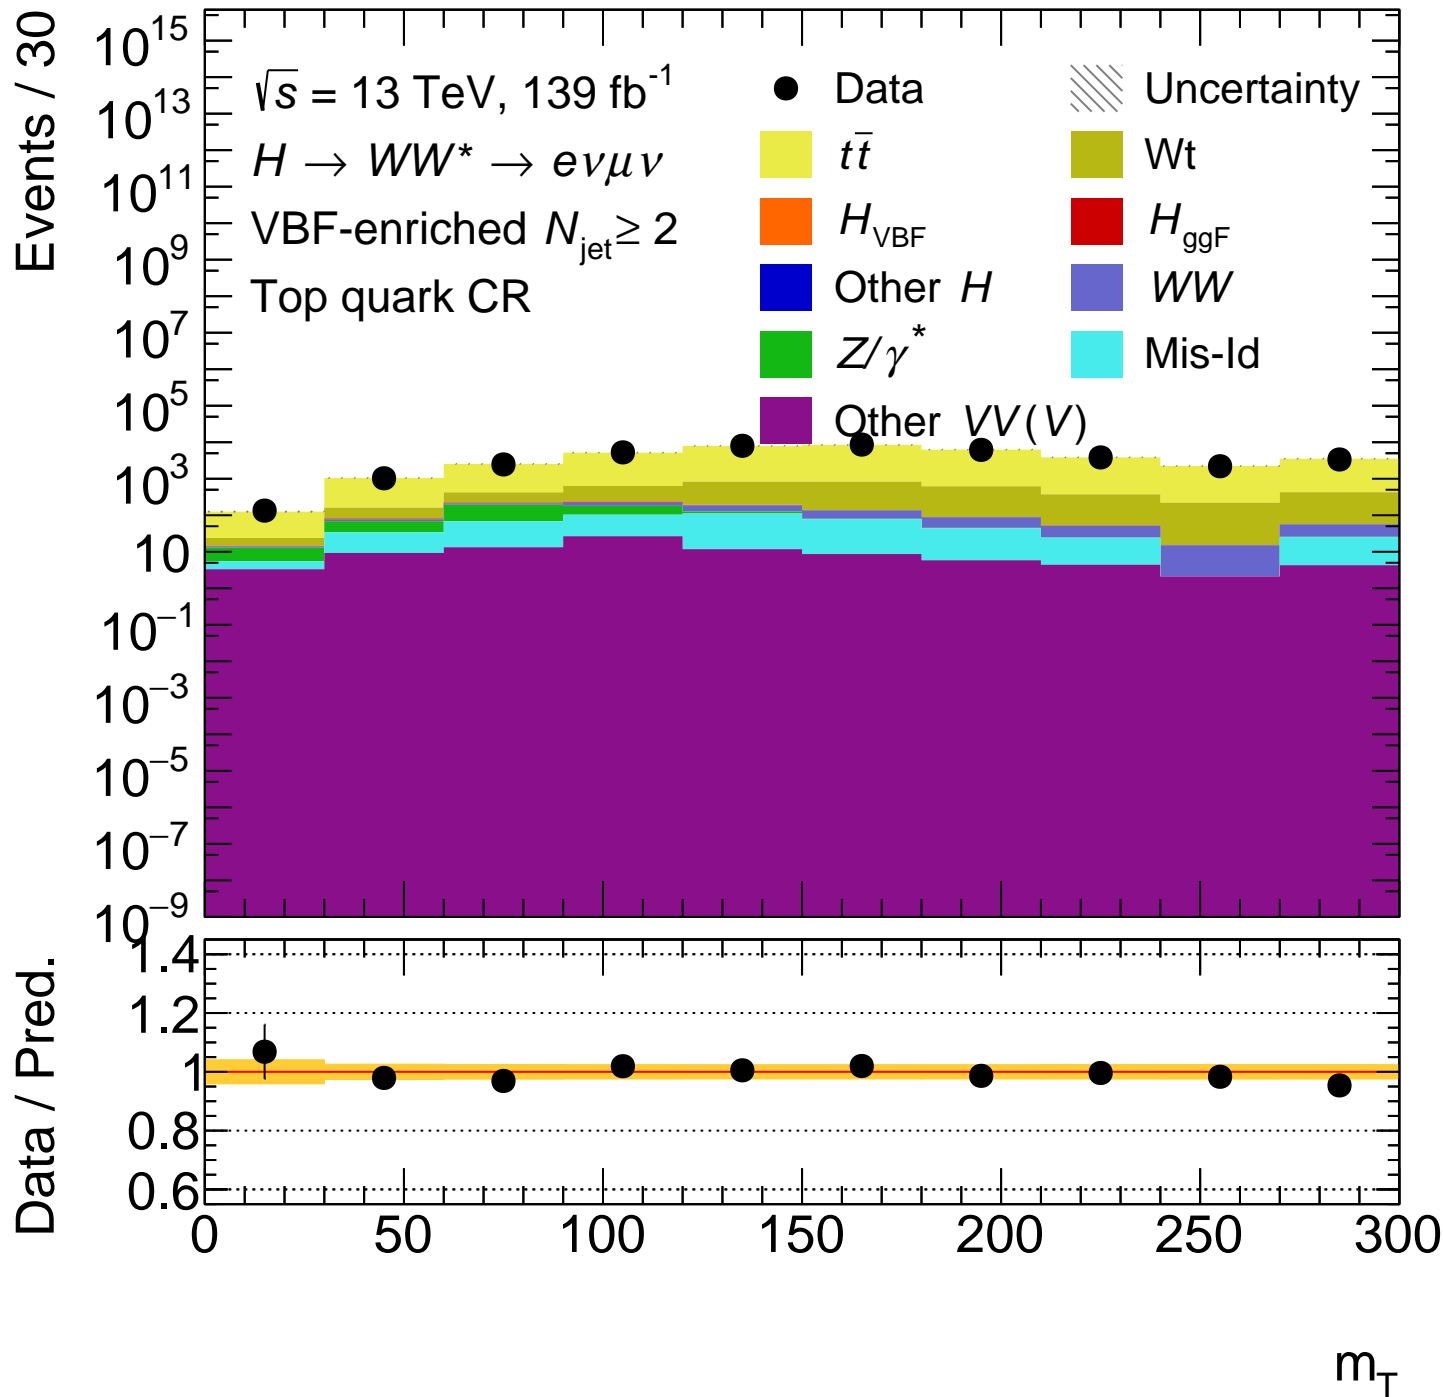 Events / 30
10^15
10^13
10^11
10^9
10^7
10^5
10^3
10
10^−1
10^−3
10^−5
10^−7
10^−9
√s = 13 TeV, 139 fb^-1
H → WW* → eνμν
VBF-enriched N_jet ≥ 2
Top quark CR
Data
Uncertainty
tt̄
Wt
H_VBF
H_ggF
Other H
WW
Z/γ*
Mis-Id
Other VV(V)
Data / Pred.
1.4
1.2
1
0.8
0.6
0 50 100 150 200 250 300
m_T